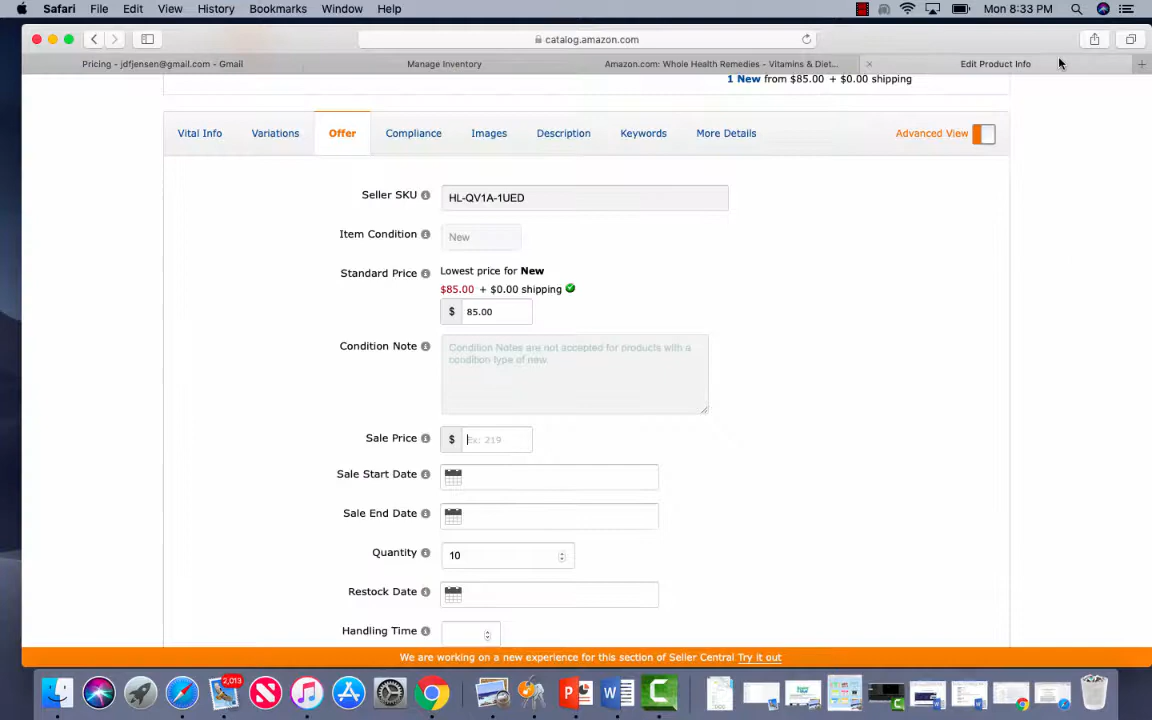 Safari File Edit View History Bookmarks Window Help Mon 8:33 PM
catalog.amazon.com
Pricing - jdfjensen@gmail.com - Gmail Manage Inventory Amazon.com: Whole Health Remedies - Vitamins & Diet... Edit Product Info
1 New from $85.00 + $0.00 shipping
Vital Info Variations Offer Compliance Images Description Keywords More Details Advanced View
Seller SKU HL-QV1A-1UED
Item Condition New
Standard Price Lowest price for New
$85.00 + $0.00 shipping
$ 85.00
Condition Note Condition Notes are not accepted for products with a
condition type of new.
Sale Price $ Ex: 219
Sale Start Date
Sale End Date
Quantity 10
Restock Date
Handling Time
We are working on a new experience for this section of Seller Central Try it out
2,013